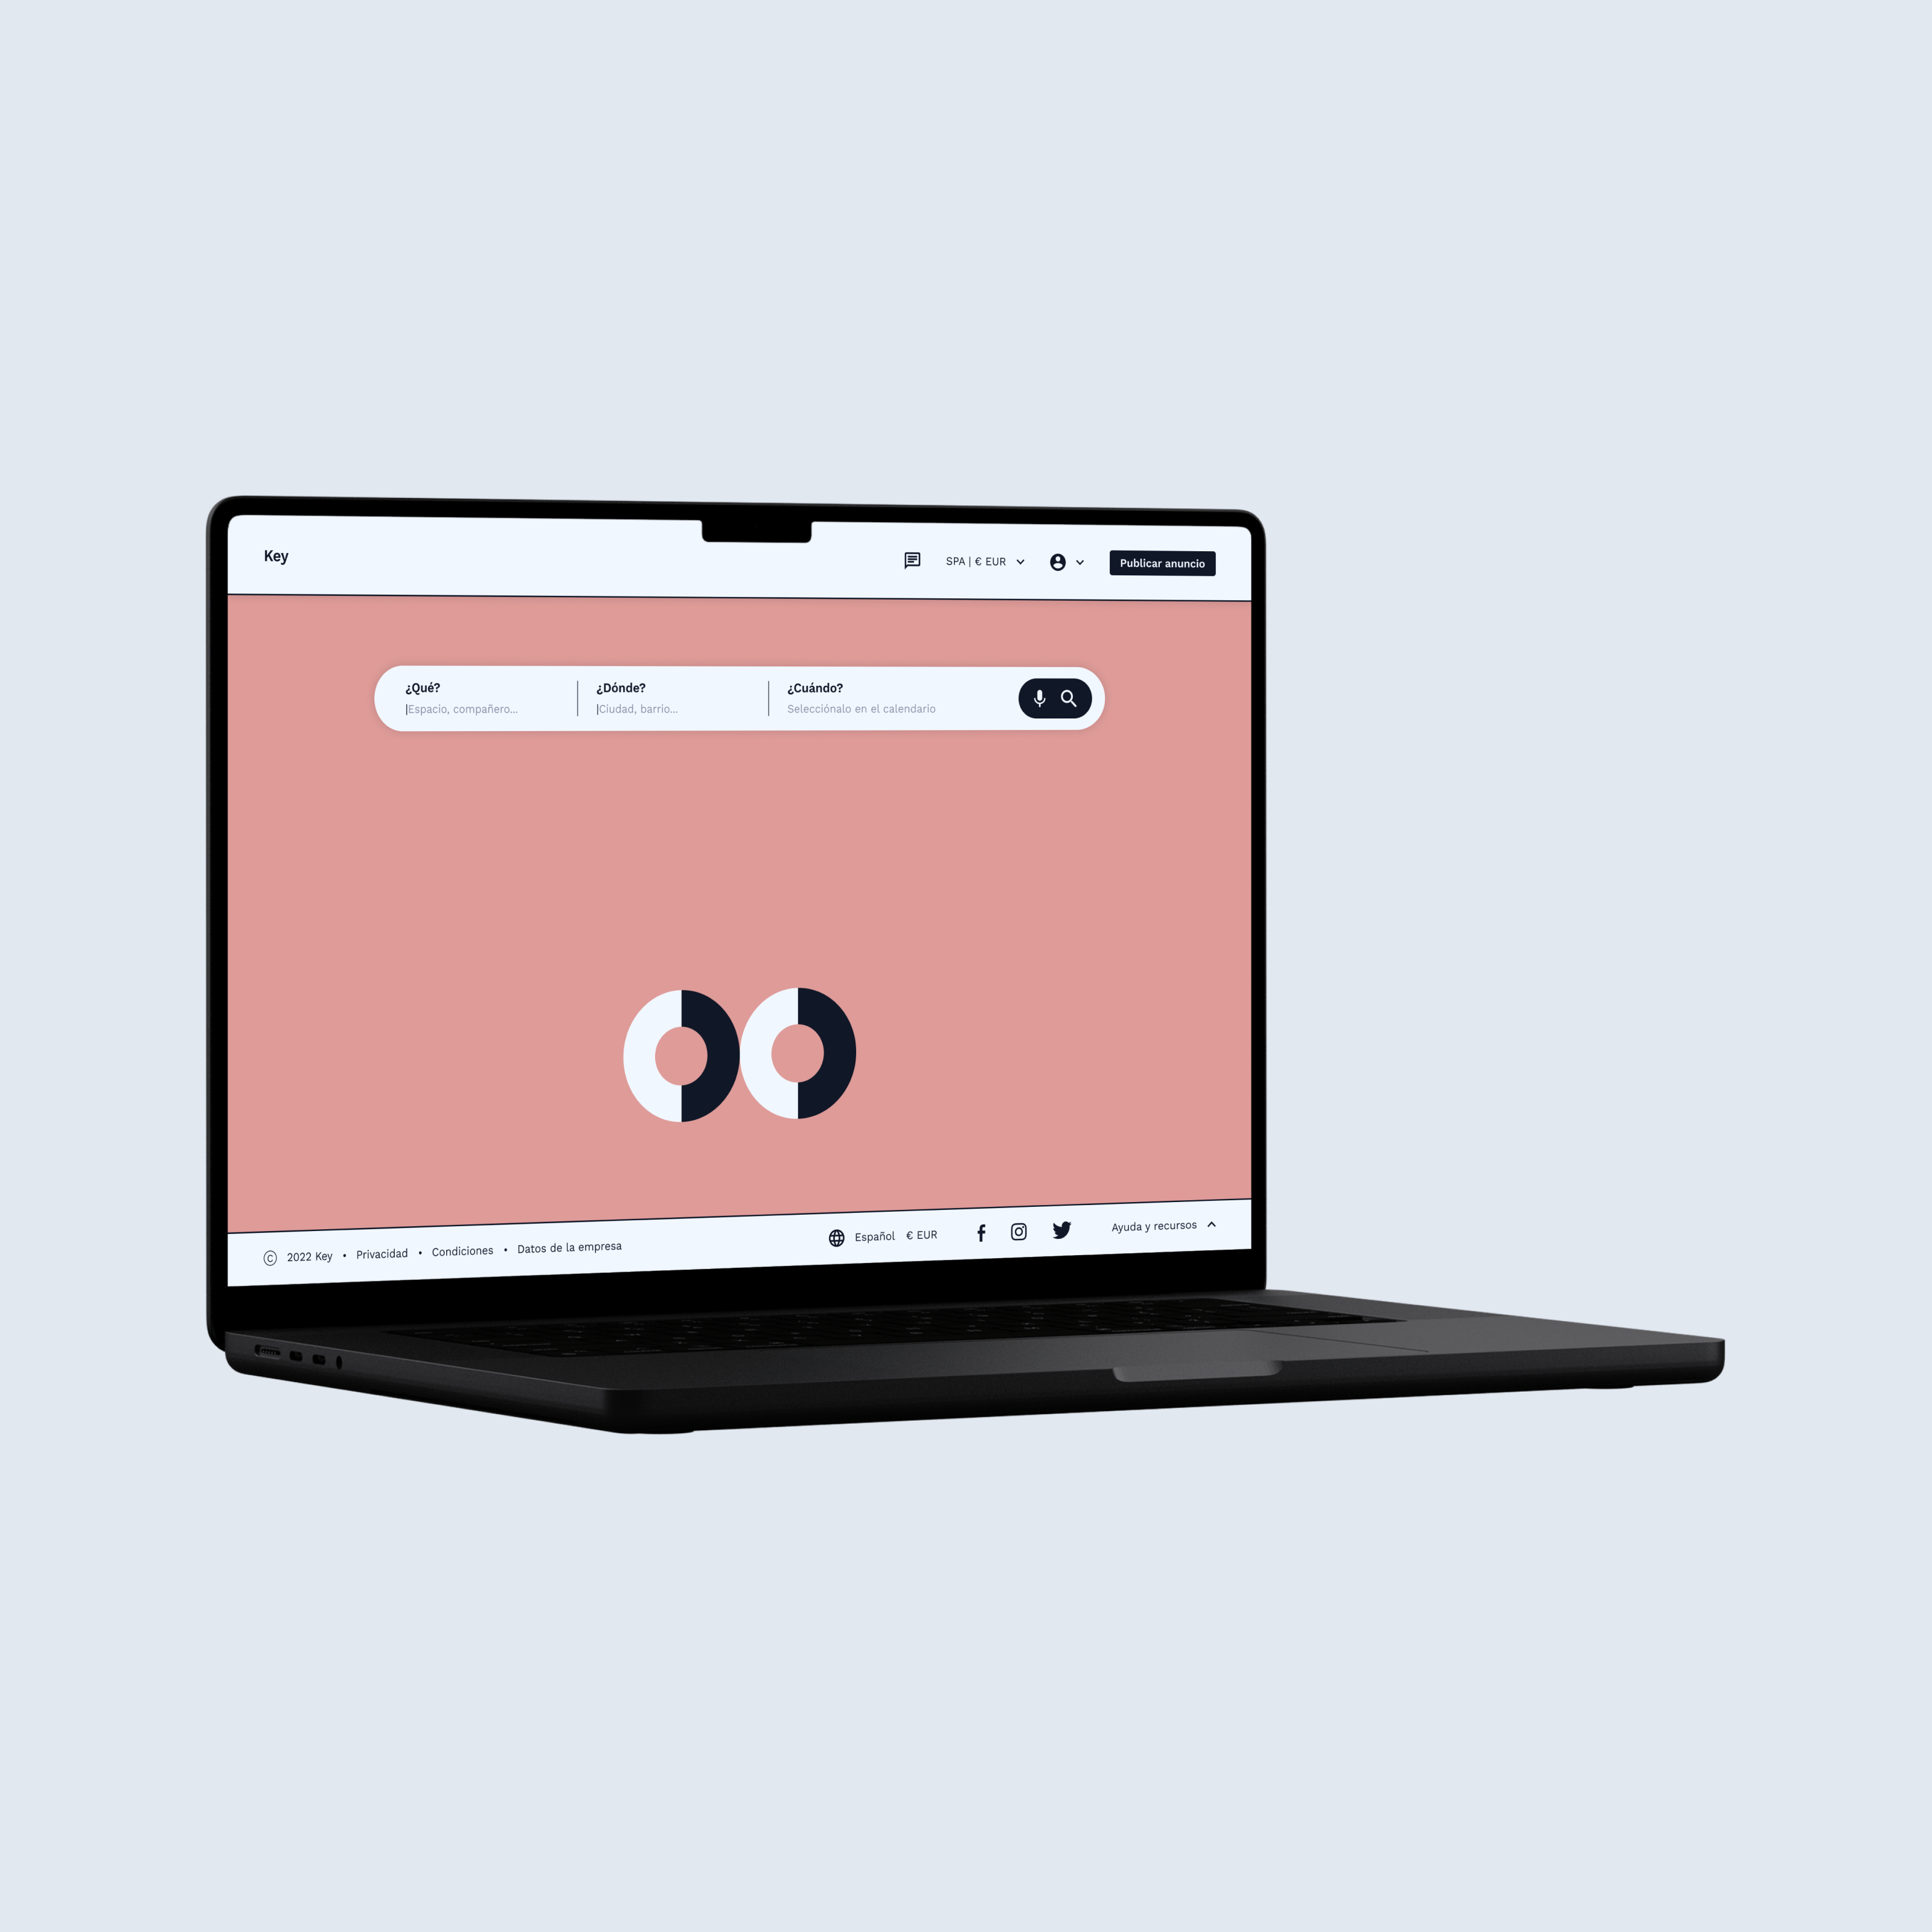 Key
SPA | € EUR
Publicar anuncio
¿Qué?
Espacio, compañero...
¿Dónde?
Ciudad, barrio...
¿Cuándo?
Selecciónalo en el calendario
© 2022 Key • Privacidad • Condiciones • Datos de la empresa
Español € EUR
Ayuda y recursos